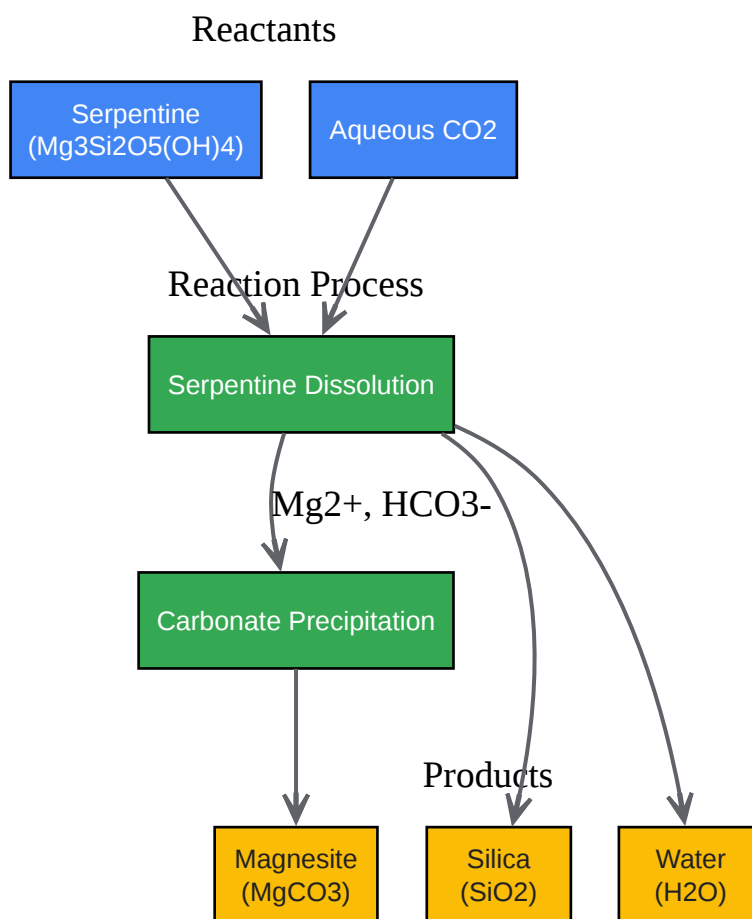 Reactants
Serpentine
(Mg3Si2O5(OH)4)
Aqueous CO2
Reaction Process
Serpentine Dissolution
Mg2+, HCO3-
Carbonate Precipitation
Products
Magnesite
(MgCO3)
Silica
(SiO2)
Water
(H2O)